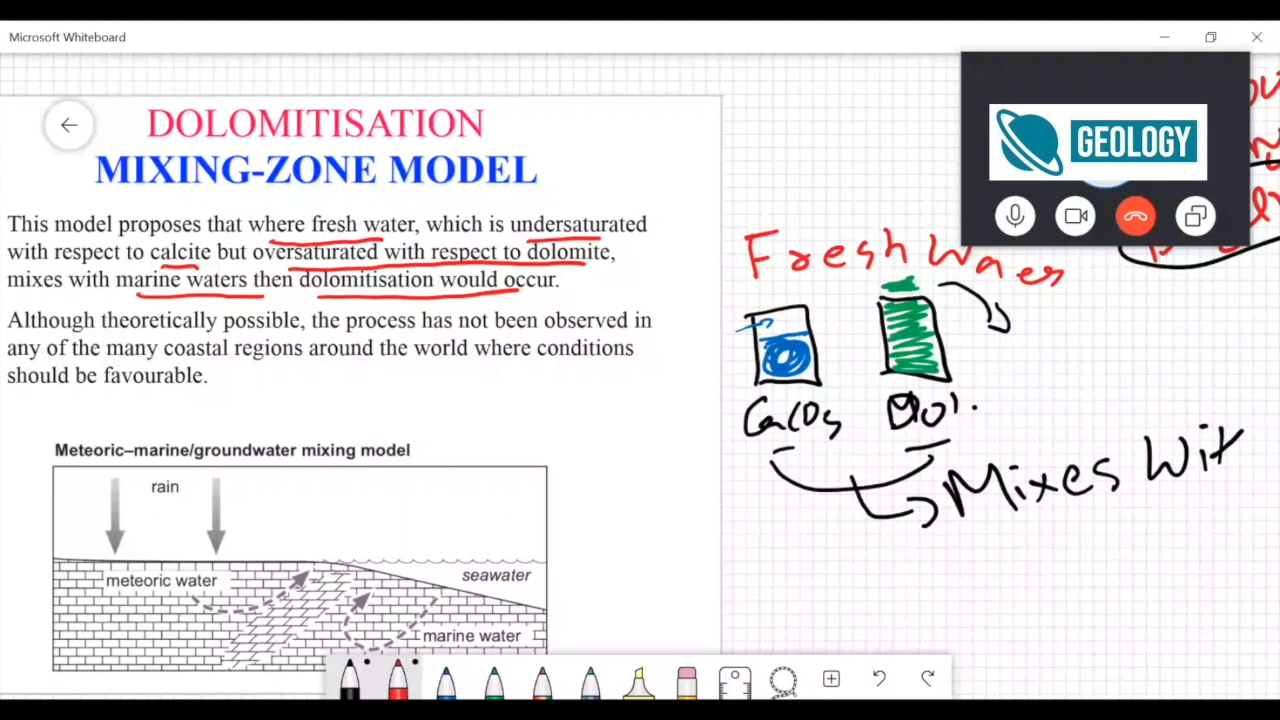 Microsoft Whiteboard
GEOLOGY
DOLOMITISATION
MIXING-ZONE MODEL
This model proposes that where fresh water, which is undersaturated
with respect to calcite but oversaturated with respect to dolomite,
mixes with marine waters then dolomitisation would occur.
Although theoretically possible, the process has not been observed in
any of the many coastal regions around the world where conditions
should be favourable.
Fresh Waes
CaCO3
Dol.
Mixes Wit
Meteoric–marine/groundwater mixing model
rain
meteoric water
seawater
marine water